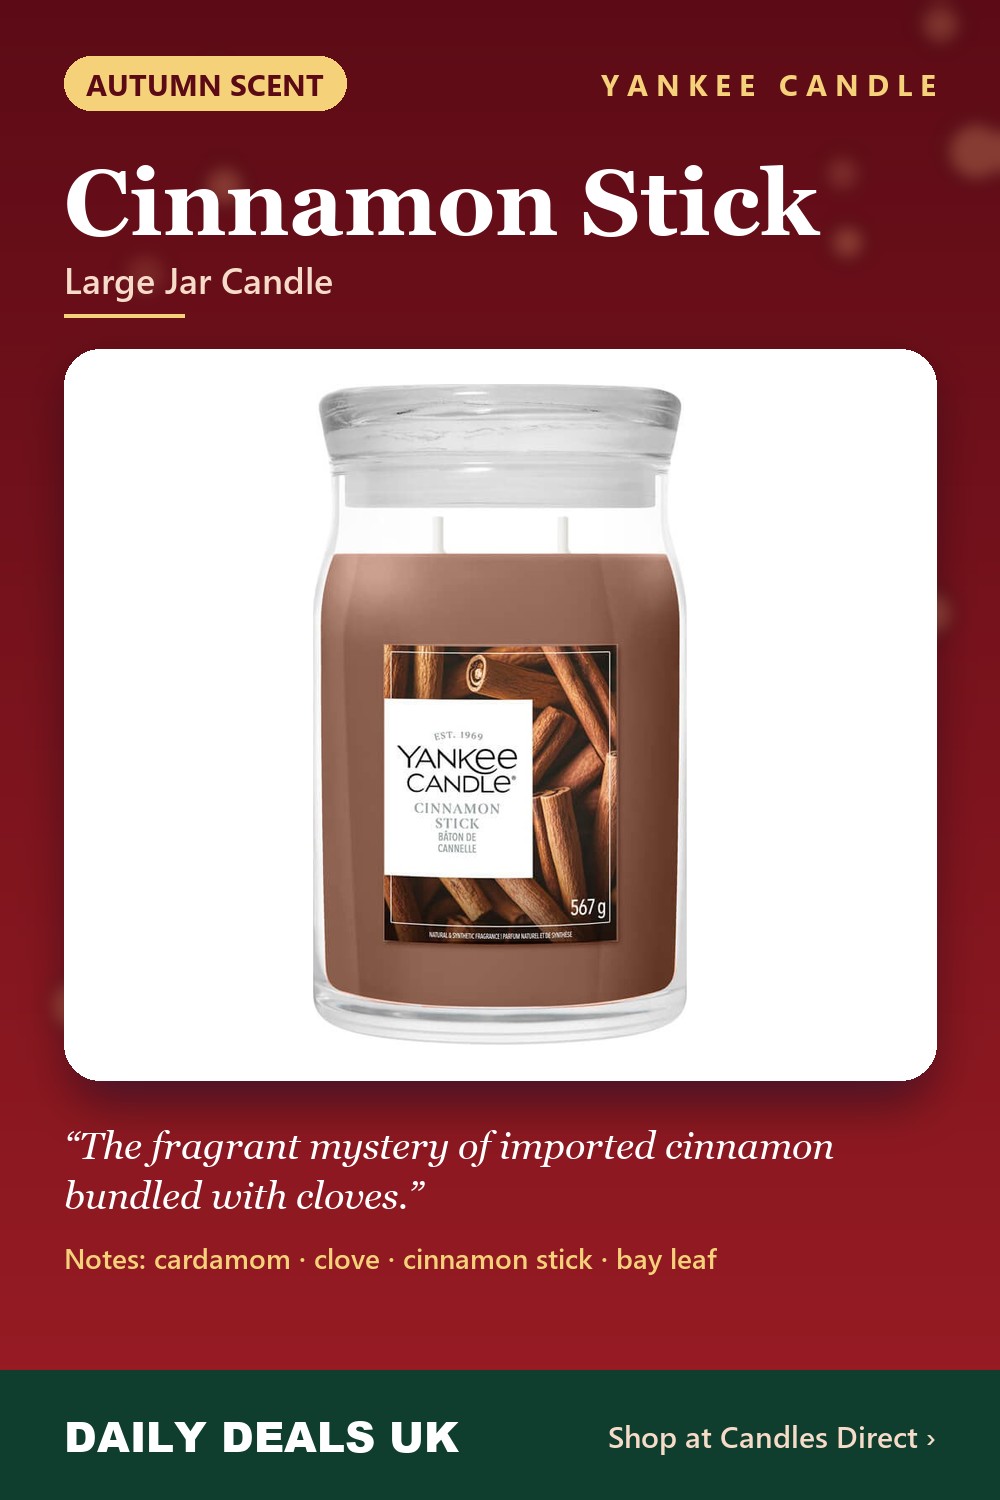 AUTUMN SCENT
YANKEE CANDLE
Cinnamon Stick
Large Jar Candle
EST. 1969
YANKEE
CANDLE®
CINNAMON
STICK
BÂTON DE
CANNELLE
567 g
NATURAL & SYNTHETIC FRAGRANCE | PARFUM NATUREL ET DE SYNTHÈSE
“The fragrant mystery of imported cinnamon
bundled with cloves.”
Notes: cardamom · clove · cinnamon stick · bay leaf
DAILY DEALS UK
Shop at Candles Direct ›